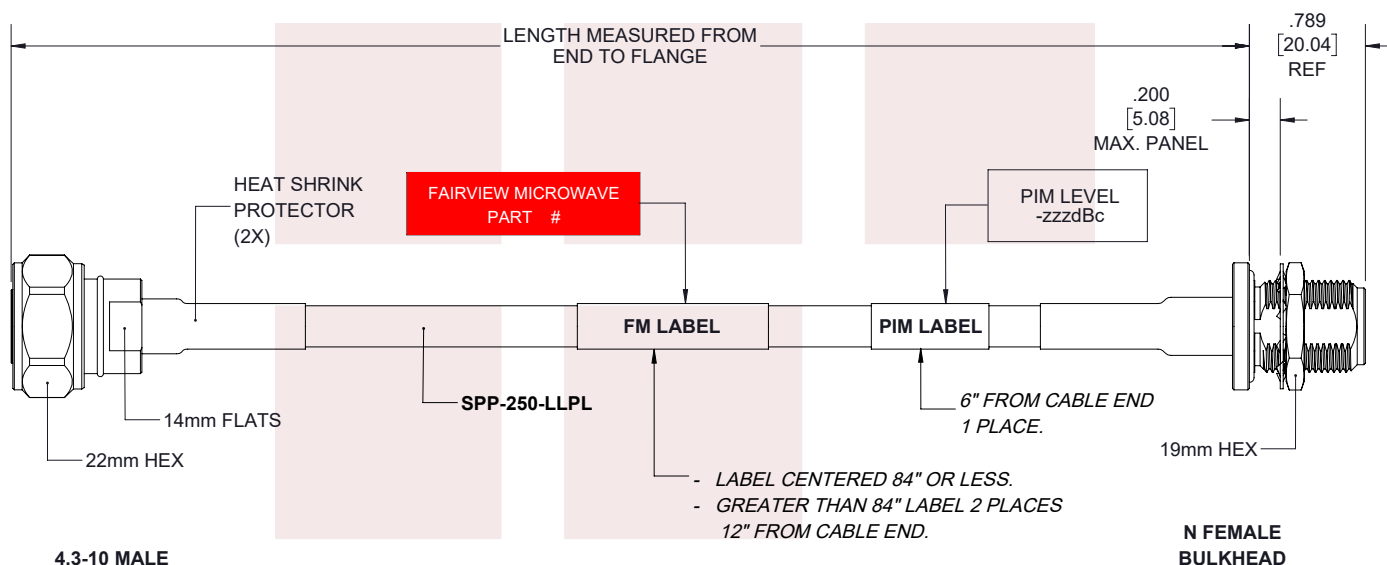 LENGTH MEASURED FROM
END TO FLANGE
.789
[20.04]
REF
.200
[5.08]
MAX. PANEL
HEAT SHRINK
PROTECTOR
(2X)
FAIRVIEW MICROWAVE
PART #
PIM LEVEL
-zzzdBc
FM LABEL
PIM LABEL
14mm FLATS
22mm HEX
SPP-250-LLPL
6" FROM CABLE END
1 PLACE.
19mm HEX
- LABEL CENTERED 84" OR LESS.
- GREATER THAN 84" LABEL 2 PLACES
12" FROM CABLE END.
4.3-10 MALE
N FEMALE
BULKHEAD